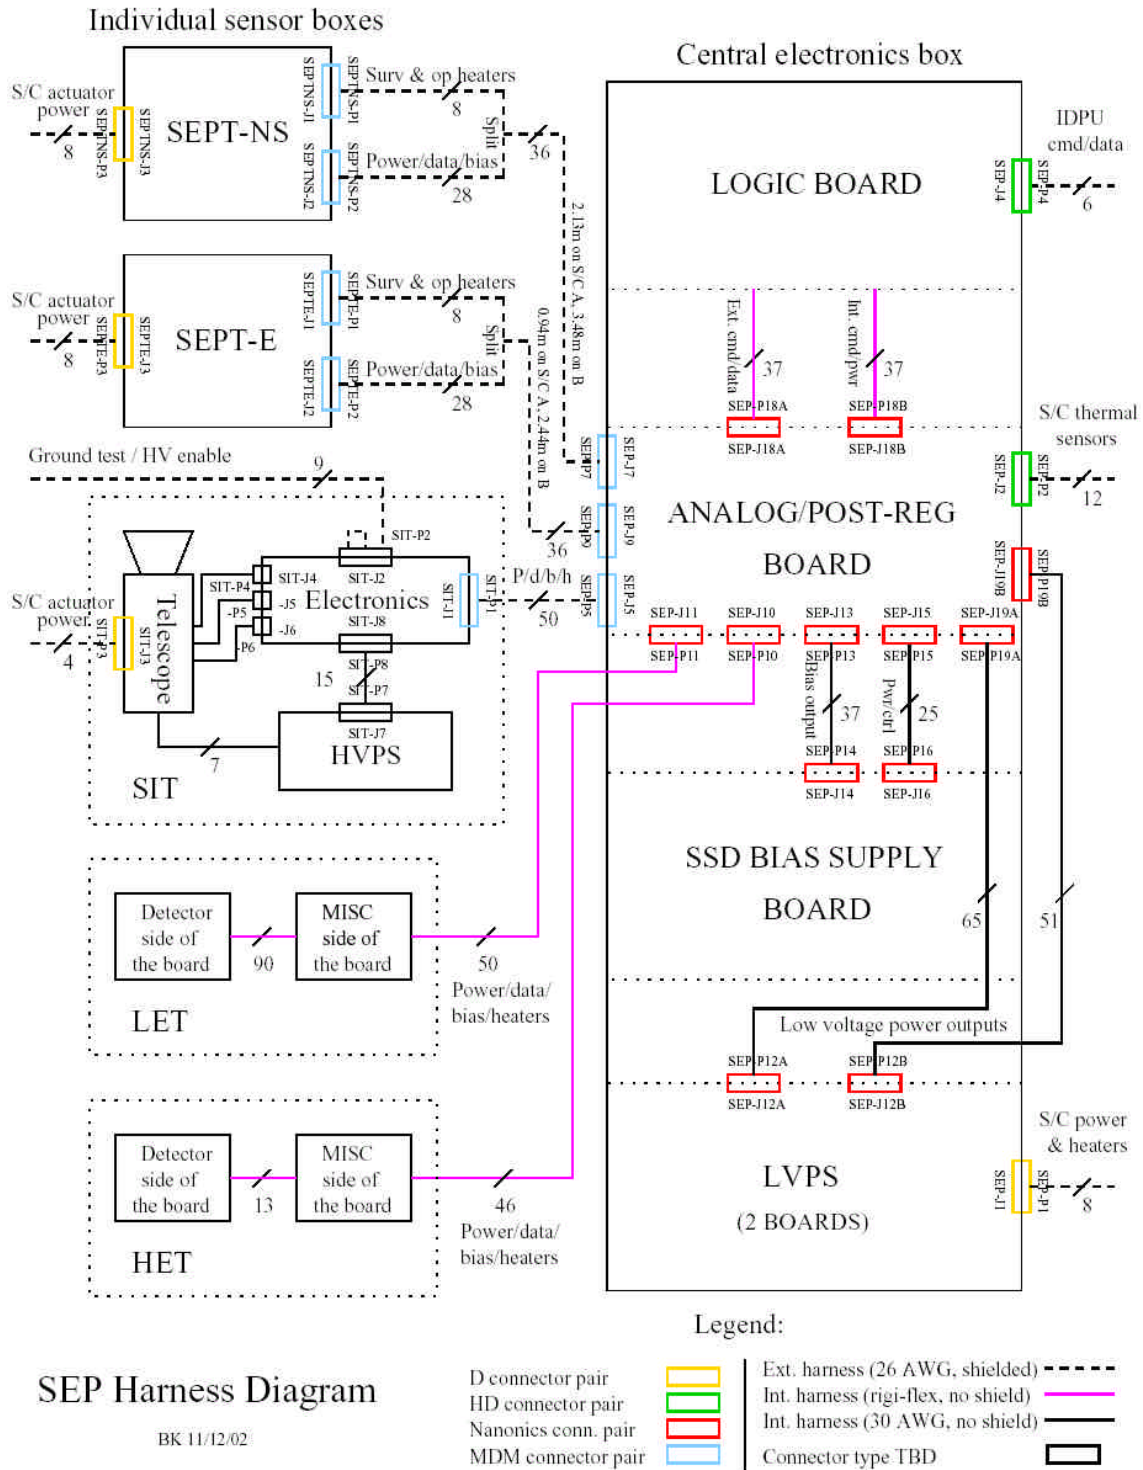 Individual sensor boxes
Central electronics box
S/C actuator
power
8
SEPTNS-P3
SEPTNS-J3
SEPT-NS
SEPTNS-J1
SEPTNS-P1
SEPTNS-J2
SEPTNS-P2
Surv & op heaters
8
Power/data/bias
28
Split
36
2.13m on S/C A, 3.48m on B
S/C actuator
power
8
SEPTE-P3
SEPTE-J3
SEPT-E
SEPTE-J1
SEPTE-P1
SEPTE-J2
SEPTE-P2
Surv & op heaters
8
Power/data/bias
28
Split
0.94m on S/C A, 2.44m on B
36
LOGIC BOARD
IDPU
cmd/data
SEP-J4
SEP-P4
6
Ext. cmd/data
37
Int. cmd/pwr
37
SEP-P18A
SEP-J18A
SEP-P18B
SEP-J18B
S/C thermal
sensors
SEP-J2
SEP-P2
12
SEP-P7
SEP-J7
SEP-P9
SEP-J9
SEP-P5
SEP-J5
ANALOG/POST-REG
BOARD
SEP-J19B
SEP-P19B
Ground test / HV enable
9
SIT-P2
SIT-J2
SIT-P4
SIT-J4
-P5
-J5
-P6
-J6
Electronics
SIT-J1
SIT-P1
P/d/b/h
50
S/C actuator
power
4
SIT-P3
SIT-J3
Telescope
SIT-J8
SIT-P8
15
SIT-P7
SIT-J7
HVPS
7
SIT
SEP-J11
SEP-J10
SEP-J13
SEP-J15
SEP-J19A
SEP-P11
SEP-P10
SEP-P13
SEP-P15
SEP-P19A
Bias output
37
Pwr/ctrl
25
SEP-P14
SEP-P16
SEP-J14
SEP-J16
SSD BIAS SUPPLY
BOARD
65
51
Detector
side of
the board
90
MISC
side of
the board
50
Power/data/
bias/heaters
LET
Low voltage power outputs
SEP-P12A
SEP-P12B
SEP-J12A
SEP-J12B
Detector
side of
the board
13
MISC
side of
the board
46
Power/data/
bias/heaters
HET
LVPS
(2 BOARDS)
S/C power
& heaters
SEP-J1
SEP-P1
8
Legend:
SEP Harness Diagram
BK 11/12/02
D connector pair
HD connector pair
Nanonics conn. pair
MDM connector pair
Ext. harness (26 AWG, shielded)
Int. harness (rigi-flex, no shield)
Int. harness (30 AWG, no shield)
Connector type TBD